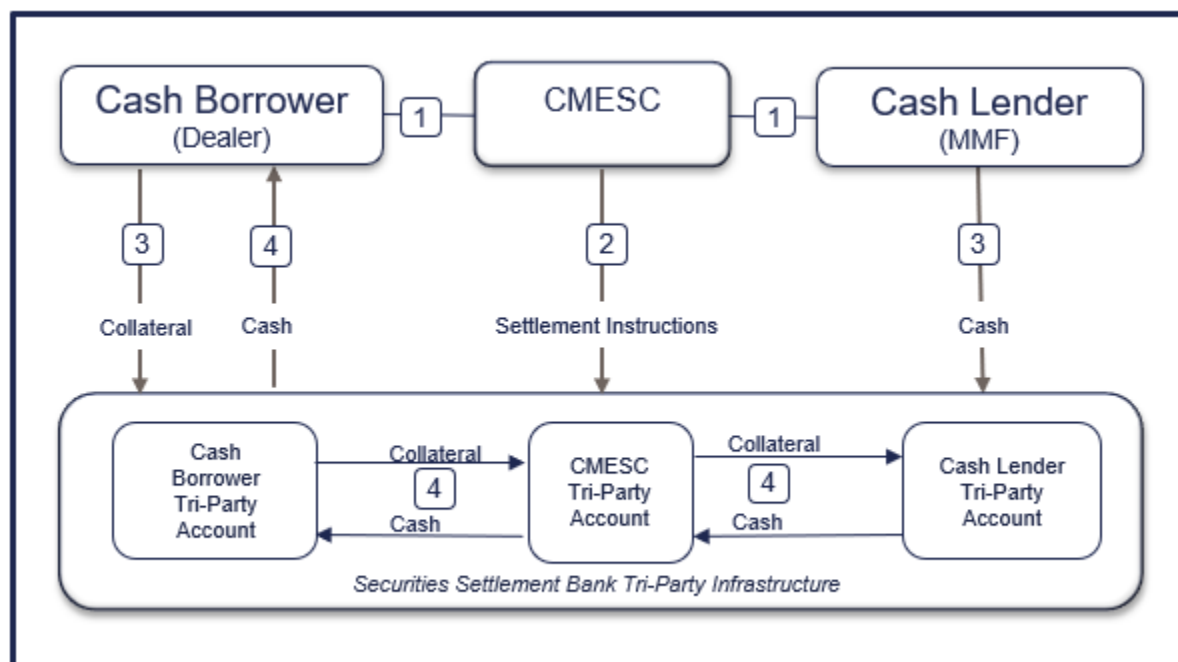 Cash Borrower
(Dealer)
1
CMESC
1
Cash Lender
(MMF)
3
4
2
3
Collateral
Cash
Settlement Instructions
Cash
Cash
Borrower
Tri-Party
Account
Collateral
4
Cash
CMESC
Tri-Party
Account
Collateral
4
Cash
Cash Lender
Tri-Party
Account
Securities Settlement Bank Tri-Party Infrastructure